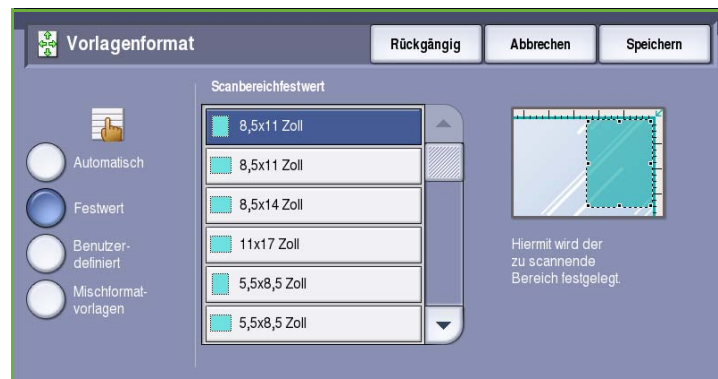 Vorlagenformat
Rückgängig
Abbrechen
Speichern
Scanbereichfestwert
Automatisch
Festwert
Benutzer-
definiert
Mischformat-
vorlagen
8,5x11 Zoll
8,5x11 Zoll
8,5x14 Zoll
11x17 Zoll
5,5x8,5 Zoll
5,5x8,5 Zoll
Hiermit wird der
zu scannende
Bereich festgelegt.